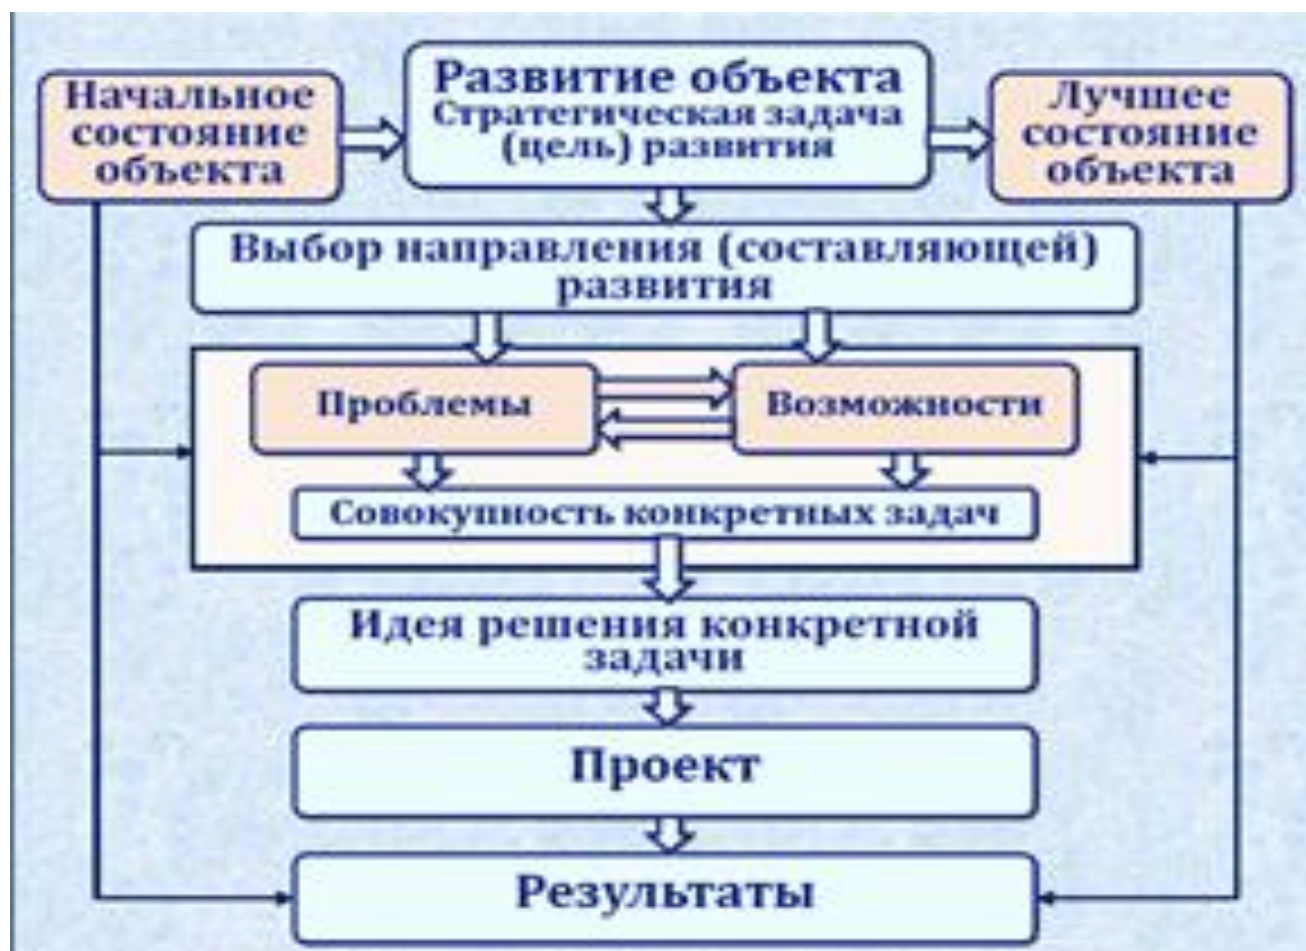 Начальное
состояние
объекта
Развитие объекта
Стратегическая задача
(цель) развития
Лучшее
состояние
объекта
Выбор направления (составляющей)
развития
Проблемы
Возможности
Совокупность конкретных задач
Идея решения конкретной
задачи
Проект
Результаты